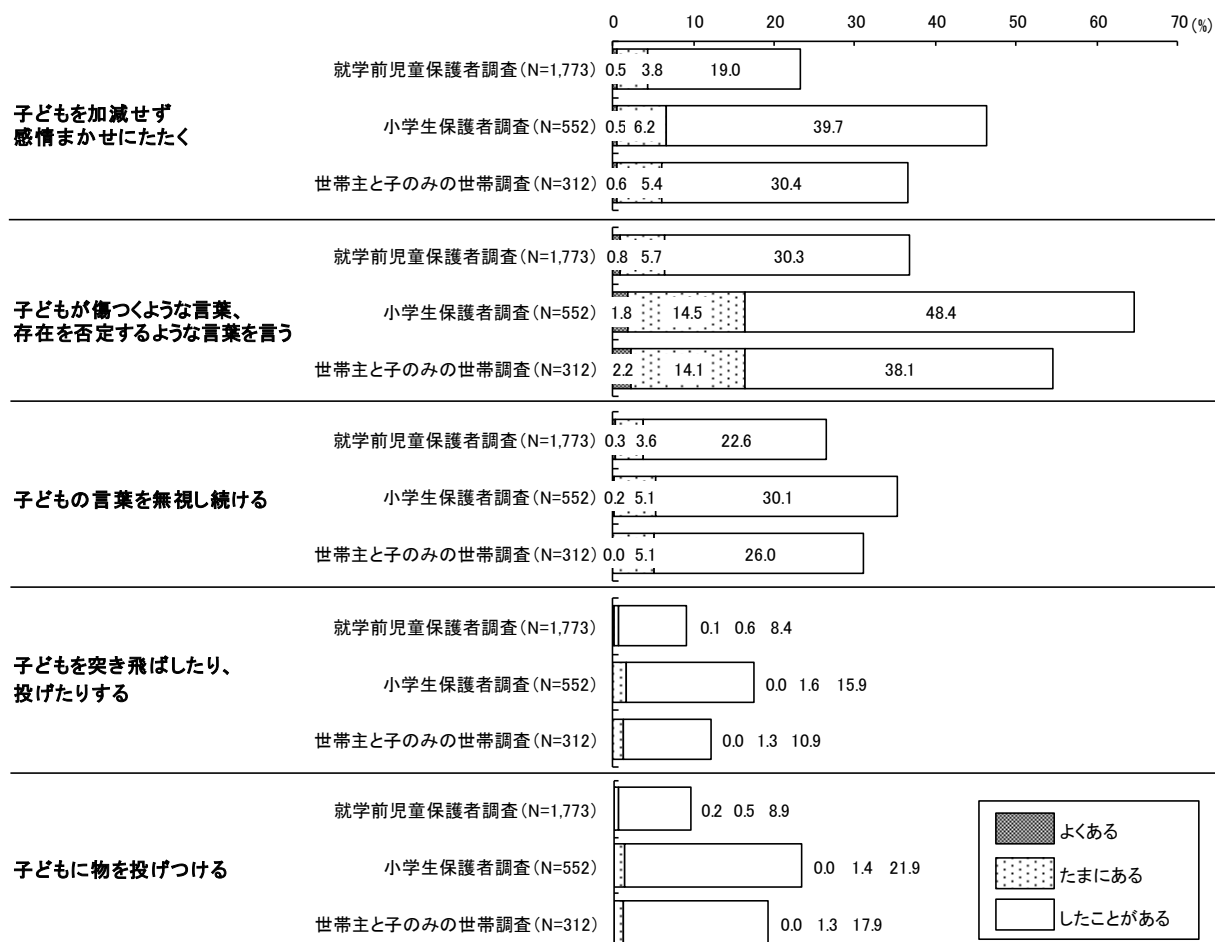 0 10 20 30 40 50 60 70 (%)
子どもを加減せず
感情まかせにたたく
就学前児童保護者調査(N=1,773) 0.5 3.8 19.0
小学生保護者調査(N=552) 0.5 6.2 39.7
世帯主と子のみの世帯調査(N=312) 0.6 5.4 30.4
子どもが傷つくような言葉、
存在を否定するような言葉を言う
就学前児童保護者調査(N=1,773) 0.8 5.7 30.3
小学生保護者調査(N=552) 1.8 14.5 48.4
世帯主と子のみの世帯調査(N=312) 2.2 14.1 38.1
子どもの言葉を無視し続ける
就学前児童保護者調査(N=1,773) 0.3 3.6 22.6
小学生保護者調査(N=552) 0.2 5.1 30.1
世帯主と子のみの世帯調査(N=312) 0.0 5.1 26.0
子どもを突き飛ばしたり、
投げたりする
就学前児童保護者調査(N=1,773) 0.1 0.6 8.4
小学生保護者調査(N=552) 0.0 1.6 15.9
世帯主と子のみの世帯調査(N=312) 0.0 1.3 10.9
子どもに物を投げつける
就学前児童保護者調査(N=1,773) 0.2 0.5 8.9
小学生保護者調査(N=552) 0.0 1.4 21.9
世帯主と子のみの世帯調査(N=312) 0.0 1.3 17.9
よくある
たまにある
したことがある